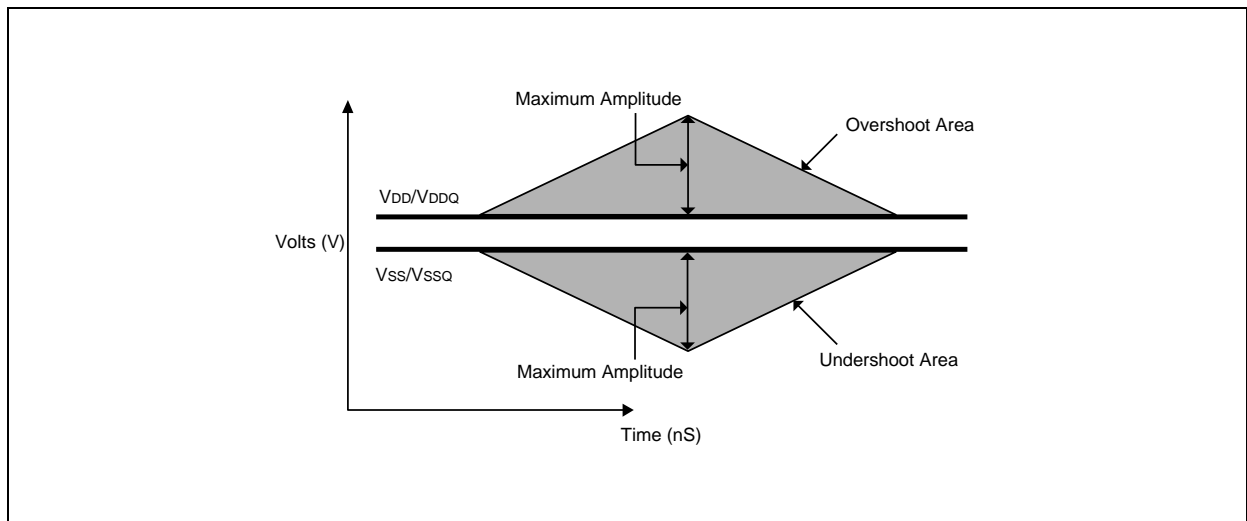 Maximum Amplitude
Overshoot Area
VDD/VDDQ
Volts (V)
VSS/VSSQ
Undershoot Area
Maximum Amplitude
Time (nS)